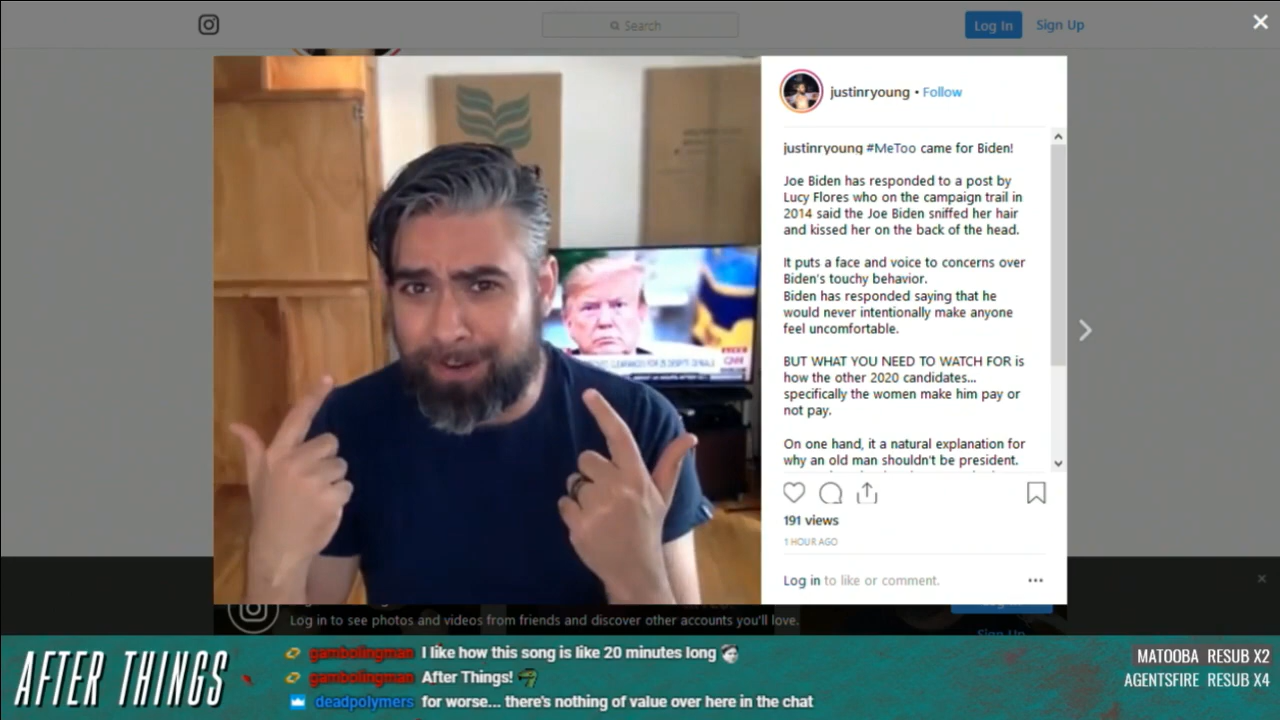 Search
Log In
Sign Up
justinryoung • Follow
justinryoung #MeToo came for Biden!
Joe Biden has responded to a post by
Lucy Flores who on the campaign trail in
2014 said the Joe Biden sniffed her hair
and kissed her on the back of the head.
It puts a face and voice to concerns over
Biden's touchy behavior.
Biden has responded saying that he
would never intentionally make anyone
feel uncomfortable.
BUT WHAT YOU NEED TO WATCH FOR is
how the other 2020 candidates...
specifically the women make him pay or
not pay.
On one hand, it a natural explanation for
why an old man shouldn't be president.
CNN
191 views
1 HOUR AGO
Log in to like or comment.
Log in to see photos and videos from friends and discover other accounts you'll love.
Sign Up
AFTER THINGS
gambolingman I like how this song is like 20 minutes long
gambolingman After Things!
deadpolymers for worse... there's nothing of value over here in the chat
MATOOBA RESUB X2
AGENTSFIRE RESUB X4